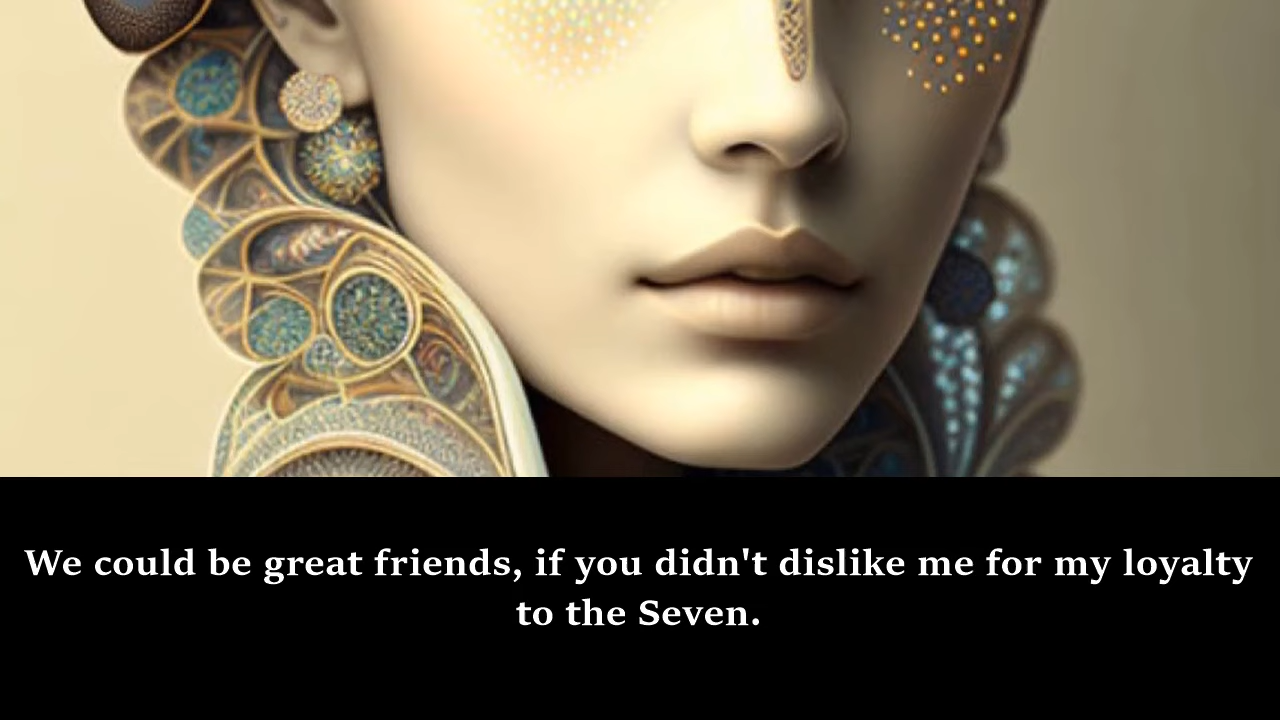 We could be great friends, if you didn't dislike me for my loyalty
to the Seven.